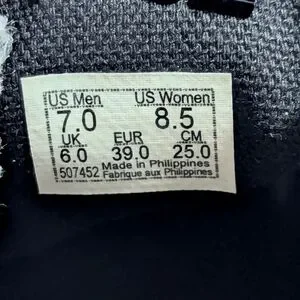 US Men US Women
7.0 8.5
UK EUR CM
6.0 39.0 25.0
507452 Made in Philippines
Fabrique aux Philippines